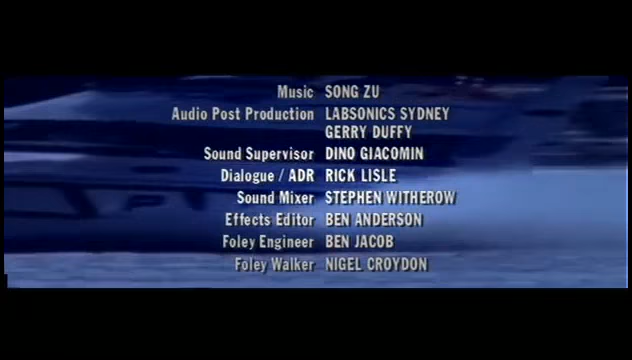 Music SONG ZU
Audio Post Production LABSONICS SYDNEY
GERRY DUFFY
Sound Supervisor DINO GIACOMIN
Dialogue / ADR RICK LISLE
Sound Mixer STEPHEN WITHEROW
Effects Editor BEN ANDERSON
Foley Engineer BEN JACOB
Foley Walker NIGEL CROYDON